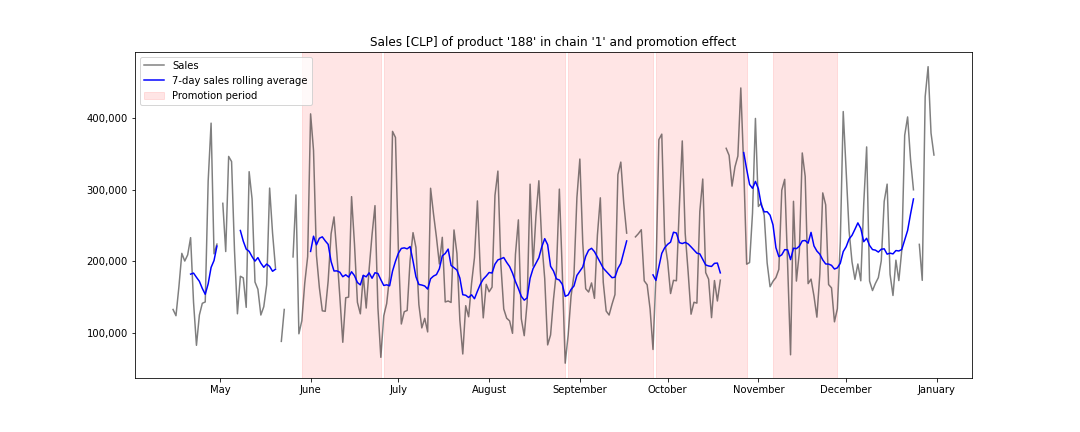 Sales [CLP] of product '188' in chain '1' and promotion effect
Sales
7-day sales rolling average
Promotion period
400,000
300,000
200,000
100,000
May June July August September October November December January